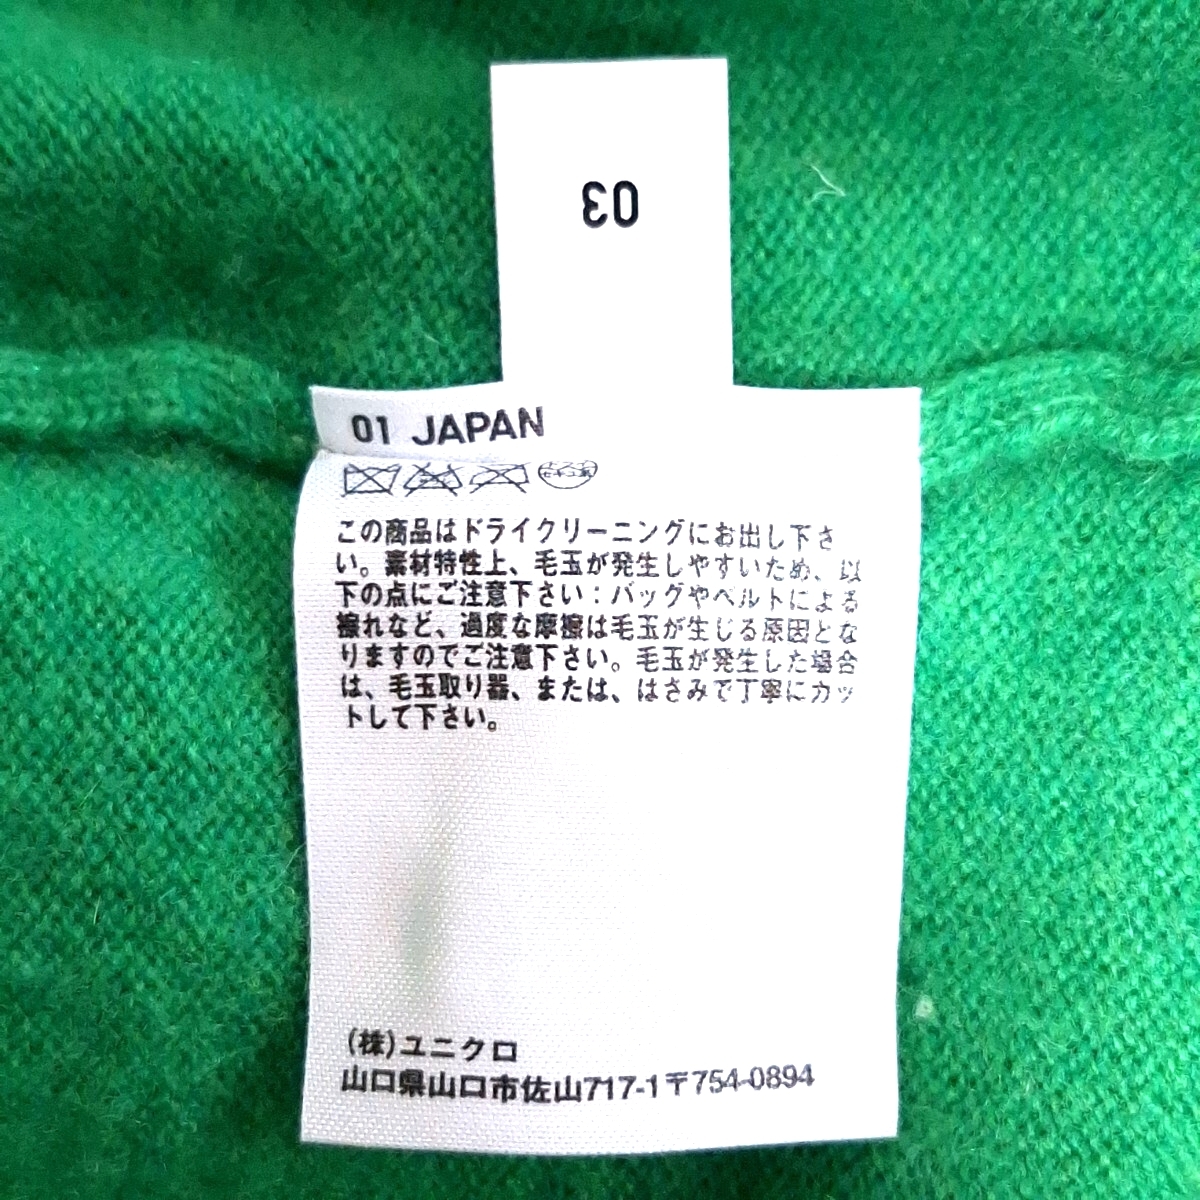 03
01 JAPAN
この商品はドライクリーニングにお出し下さ
い。素材特性上、毛玉が発生しやすいため、以
下の点にご注意下さい：バッグやベルトによる
擦れなど、過度な摩擦は毛玉が生じる原因とな
りますのでご注意下さい。毛玉が発生した場合
は、毛玉取り器、または、はさみで丁寧にカッ
トして下さい。
(株)ユニクロ
山口県山口市佐山717-1〒754-0894